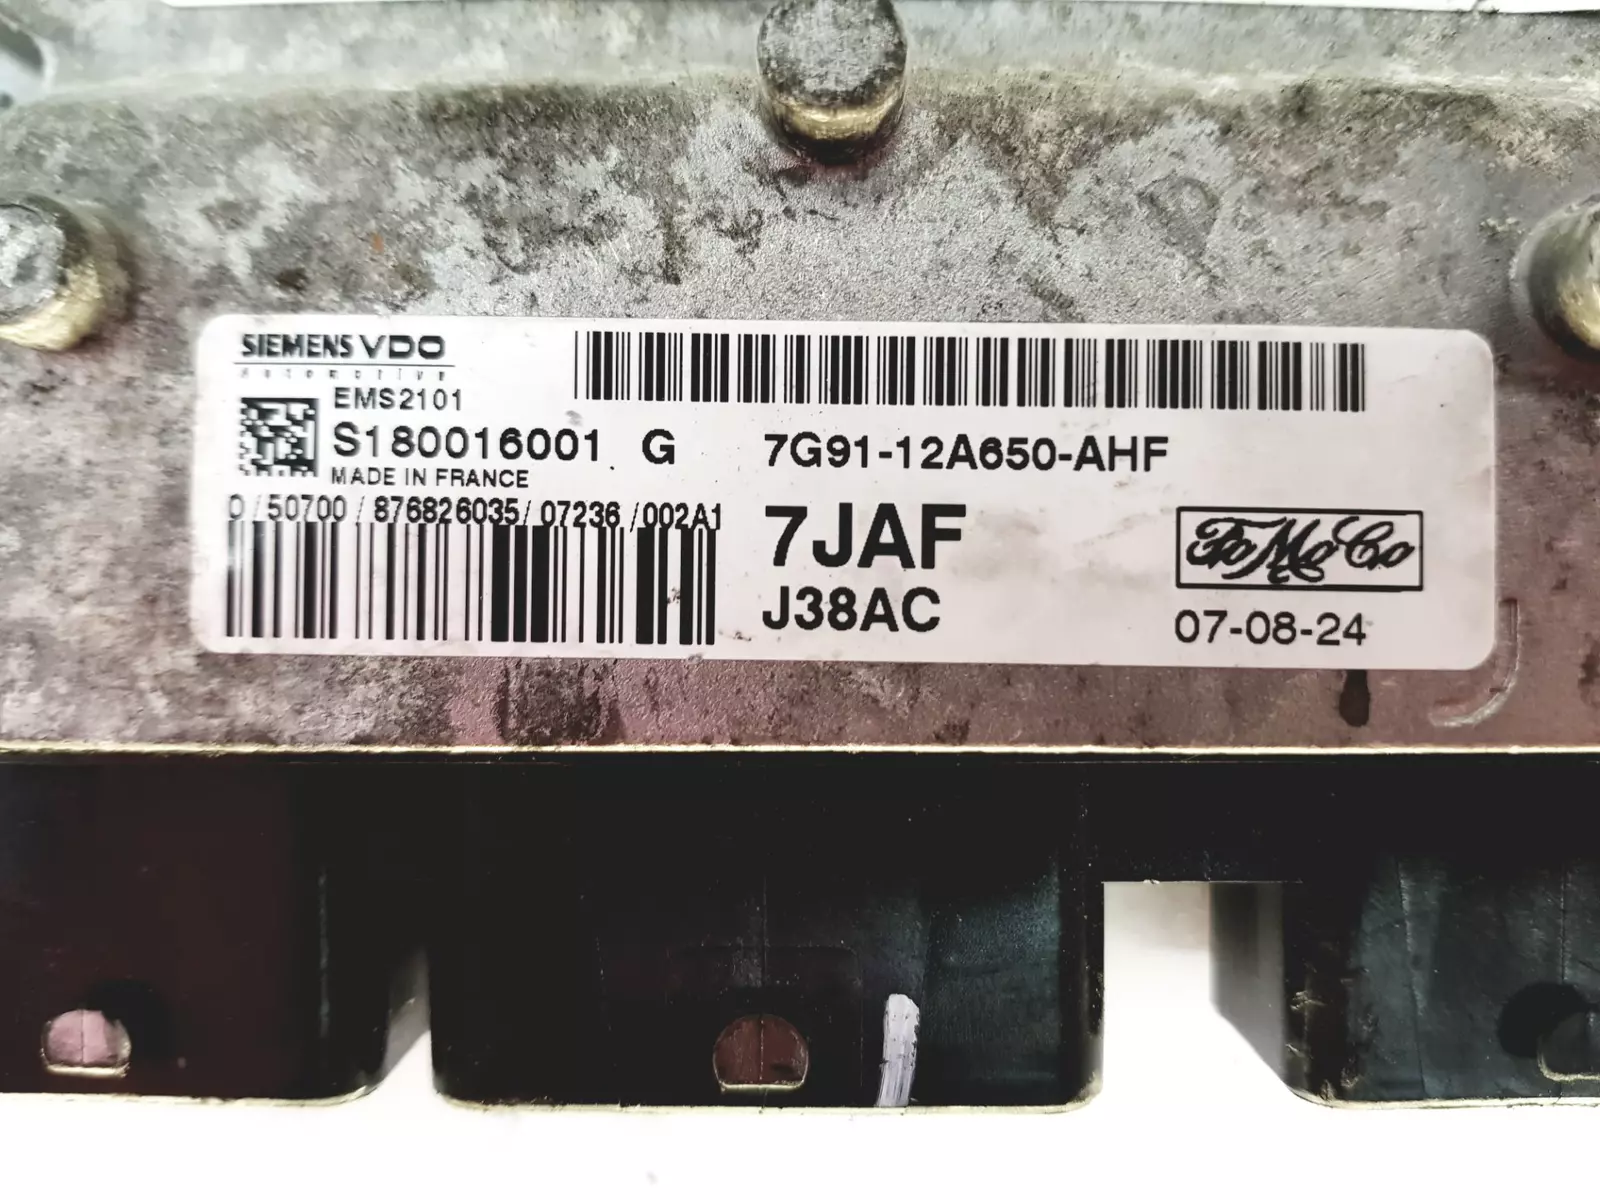 SIEMENS VDO
Automotive
EMS2101
S180016001 G
MADE IN FRANCE
0/50700/876826035/07236/002A1
7G91-12A650-AHF
7JAF
J38AC
FoMoCo
07-08-24